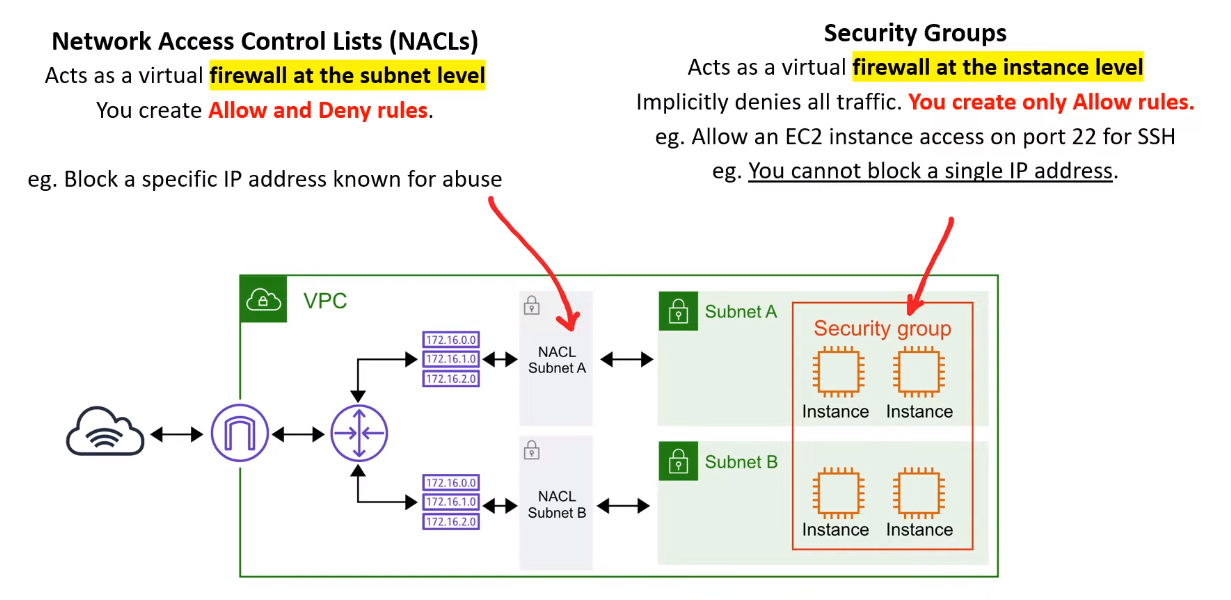 Network Access Control Lists (NACLs)
Acts as a virtual firewall at the subnet level
You create Allow and Deny rules.
eg. Block a specific IP address known for abuse
Security Groups
Acts as a virtual firewall at the instance level
Implicitly denies all traffic. You create only Allow rules.
eg. Allow an EC2 instance access on port 22 for SSH
eg. You cannot block a single IP address.
VPC
172.16.0.0
172.16.1.0
172.16.2.0
NACL
Subnet A
Subnet A
Security group
Instance
Instance
172.16.0.0
172.16.1.0
172.16.2.0
NACL
Subnet B
Subnet B
Instance
Instance